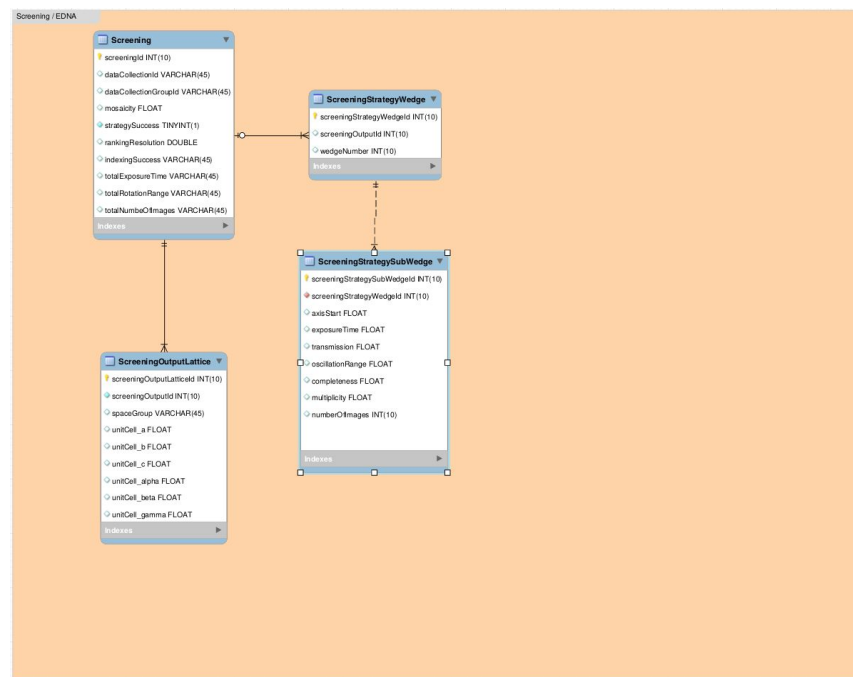 Screening / EDNA
Screening
screeningId INT(10)
dataCollectionId VARCHAR(45)
dataCollectionGroupId VARCHAR(45)
mosaicity FLOAT
strategySuccess TINYINT(1)
rankingResolution DOUBLE
indexingSuccess VARCHAR(45)
totalExposureTime VARCHAR(45)
totalRotationRange VARCHAR(45)
totalNumbeOfImages VARCHAR(45)
Indexes
ScreeningStrategyWedge
screeningStrategyWedgeId INT(10)
screeningOutputId INT(10)
wedgeNumber INT(10)
Indexes
ScreeningStrategySubWedge
screeningStrategySubWedgeId INT(10)
screeningStrategyWedgeId INT(10)
axisStart FLOAT
exposureTime FLOAT
transmission FLOAT
oscillationRange FLOAT
completeness FLOAT
multiplicity FLOAT
numberOfImages INT(10)
Indexes
ScreeningOutputLattice
screeningOutputLatticeId INT(10)
screeningOutputId INT(10)
spaceGroup VARCHAR(45)
unitCell_a FLOAT
unitCell_b FLOAT
unitCell_c FLOAT
unitCell_alpha FLOAT
unitCell_beta FLOAT
unitCell_gamma FLOAT
Indexes